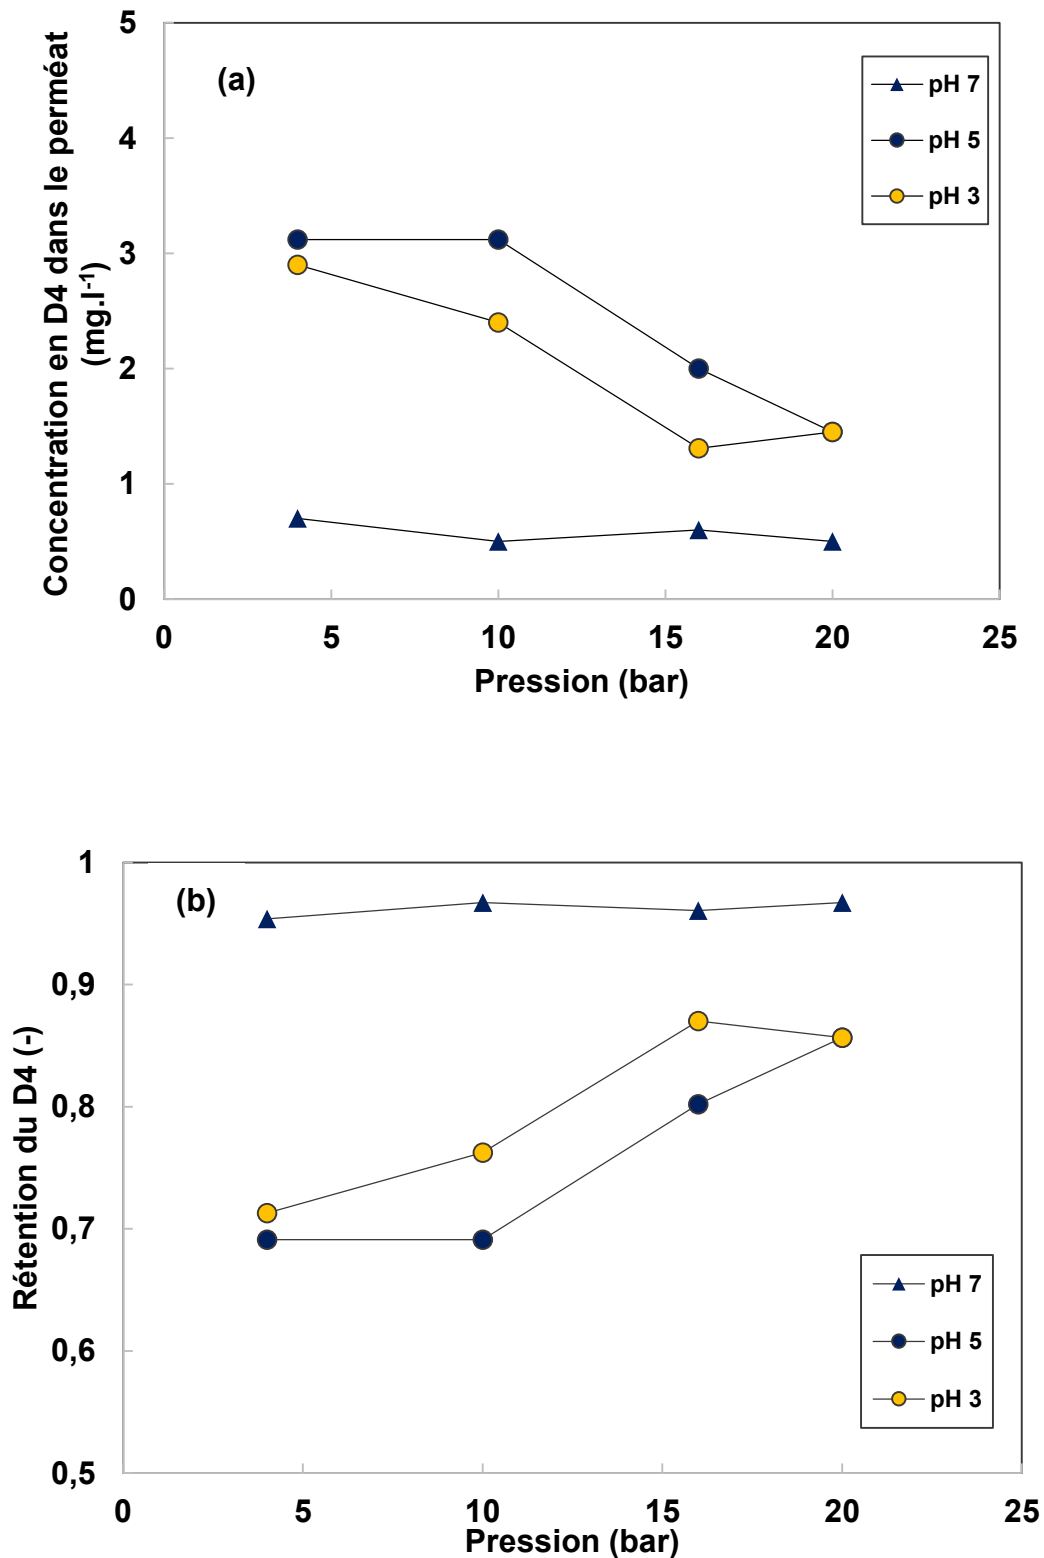 5
(a)
pH 7
pH 5
pH 3
4
3
2
1
0
Concentration en D4 dans le perméat
(mg.l-1)
0 5 10 15 20 25
Pression (bar)
1
(b)
0,9
0,8
0,7
0,6
0,5
Rétention du D4 (-)
pH 7
pH 5
pH 3
0 5 10 15 20 25
Pression (bar)